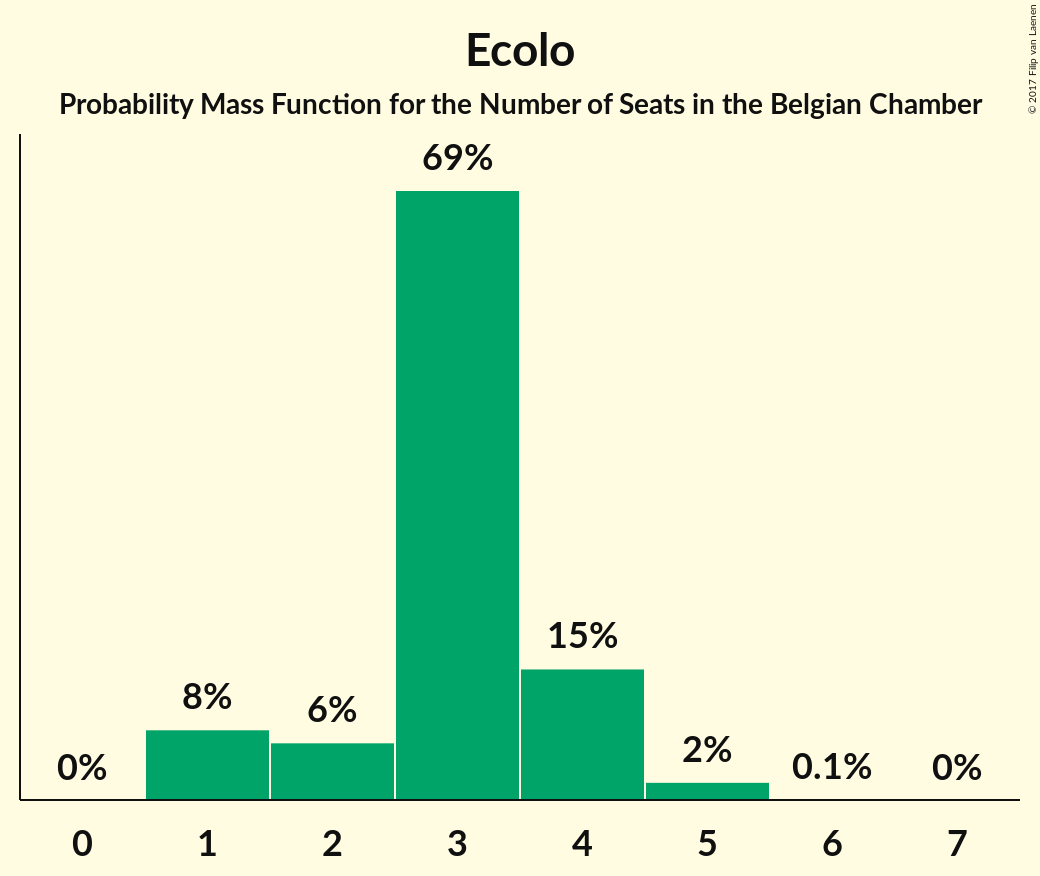 Ecolo
Probability Mass Function for the Number of Seats in the Belgian Chamber
© 2017 Filip van Laenen
69%
15%
8%
6%
2%
0%
0.1%
0%
0 1 2 3 4 5 6 7